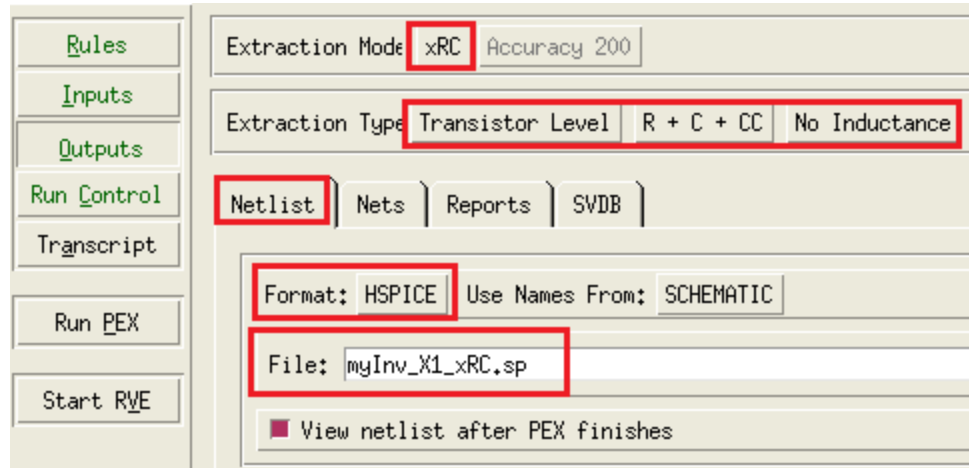 Rules
Inputs
Outputs
Run Control
Transcript
Run PEX
Start RVE
Extraction Mode xRC Accuracy 200
Extraction Type Transistor Level R + C + CC No Inductance
Netlist Nets Reports SVDB
Format: HSPICE Use Names From: SCHEMATIC
File: myInv_X1_xRC.sp
View netlist after PEX finishes